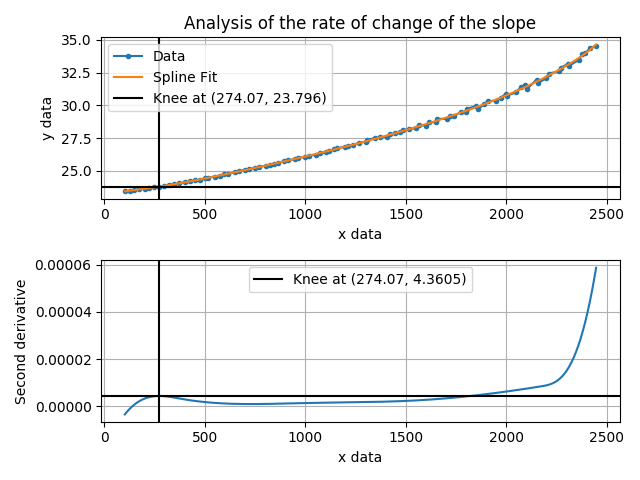 Analysis of the rate of change of the slope
35.0
32.5
30.0
27.5
25.0
y data
Data
Spline Fit
Knee at (274.07, 23.796)
0 500 1000 1500 2000 2500
x data
0.00006
0.00004
0.00002
0.00000
Second derivative
Knee at (274.07, 4.3605)
0 500 1000 1500 2000 2500
x data